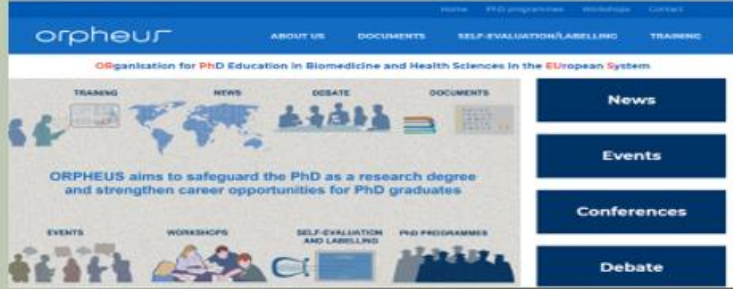 Home PhD programmes Workshops Contact
orpheus
ABOUT US DOCUMENTS SELF-EVALUATION/LABELLING TRAINING
ORganisation for PhD Education in Biomedicine and Health Sciences in the EUropean System
TRAINING NEWS DEBATE DOCUMENTS
ORPHEUS aims to safeguard the PhD as a research degree
and strengthen career opportunities for PhD graduates
EVENTS WORKSHOPS SELF-EVALUATION
AND LABELLING PhD PROGRAMMES
News
Events
Conferences
Debate